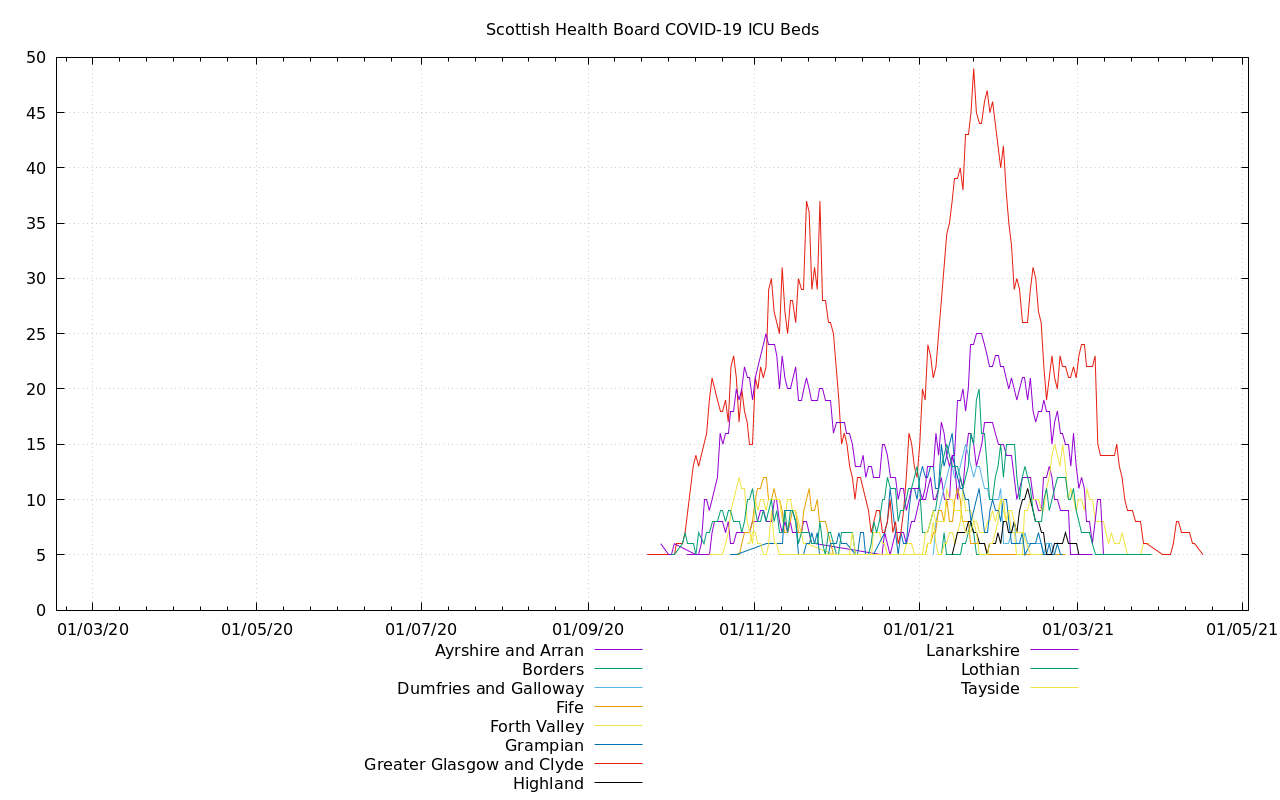 Scottish Health Board COVID-19 ICU Beds
50
45
40
35
30
25
20
15
10
5
0
01/03/20 01/05/20 01/07/20 01/09/20 01/11/20 01/01/21 01/03/21 01/05/21
Ayrshire and Arran
Borders
Dumfries and Galloway
Fife
Forth Valley
Grampian
Greater Glasgow and Clyde
Highland
Lanarkshire
Lothian
Tayside